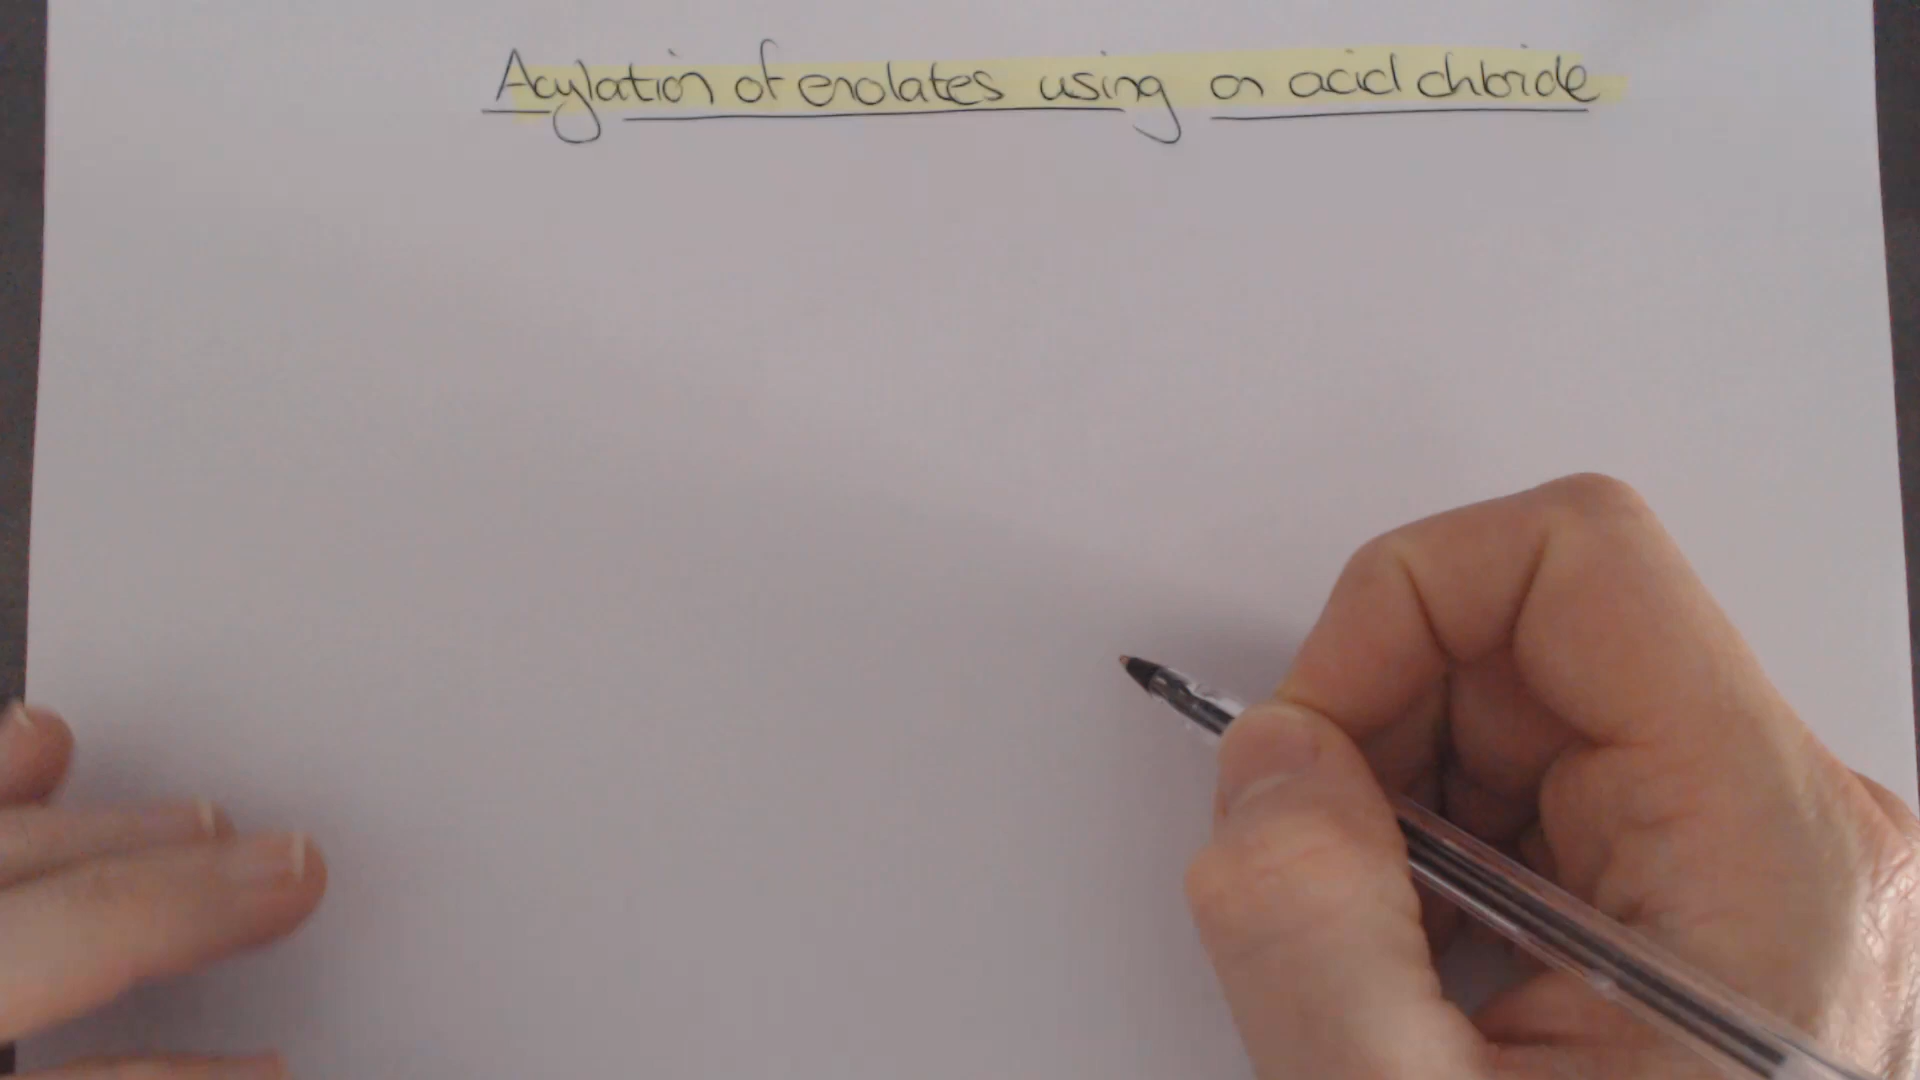 Acylation of enolates using an acid chloride